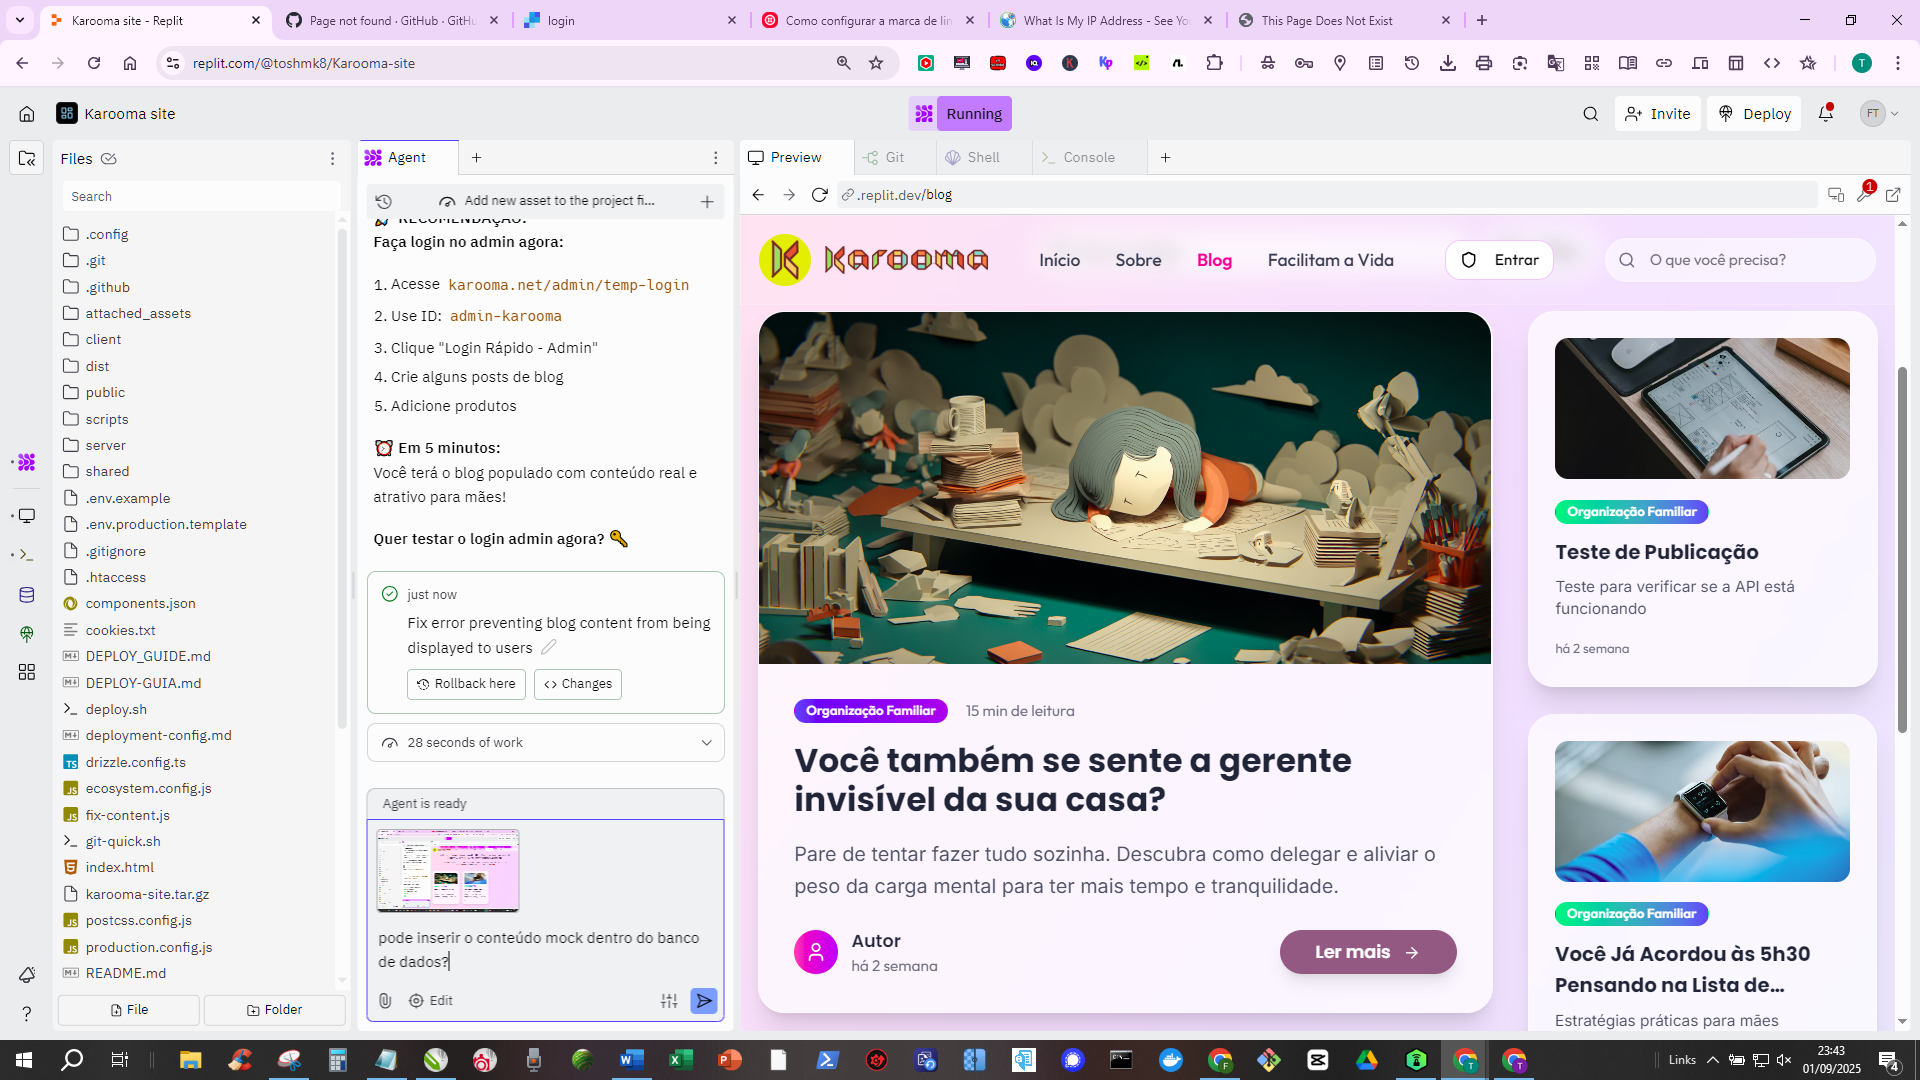 Karooma site - Replit
Page not found · GitHub · GitHu
login
Como configurar a marca de lin
What Is My IP Address - See Yo
This Page Does Not Exist
replit.com/@toshmk8/Karooma-site
T
Karooma site
Running
Invite
Deploy
FT
Files
Search
.config
.git
.github
attached_assets
client
dist
public
scripts
server
shared
.env.example
.env.production.template
.gitignore
.htaccess
components.json
cookies.txt
DEPLOY_GUIDE.md
DEPLOY-GUIA.md
deploy.sh
deployment-config.md
drizzle.config.ts
ecosystem.config.js
fix-content.js
git-quick.sh
index.html
karooma-site.tar.gz
postcss.config.js
production.config.js
README.md
File
Folder
Agent
Add new asset to the project fi...
RECOMENDAÇÃO:
Faça login no admin agora:
1. Acesse karooma.net/admin/temp-login
2. Use ID: admin-karooma
3. Clique "Login Rápido - Admin"
4. Crie alguns posts de blog
5. Adicione produtos
⏰ Em 5 minutos:
Você terá o blog populado com conteúdo real e
atrativo para mães!
Quer testar o login admin agora? 🔑
just now
Fix error preventing blog content from being
displayed to users
Rollback here
Changes
28 seconds of work
Agent is ready
pode inserir o conteúdo mock dentro do banco
de dados?
Edit
Preview
Git
Shell
Console
.replit.dev/blog
1
Karooma
Início
Sobre
Blog
Facilitam a Vida
Entrar
O que você precisa?
Organização Familiar
15 min de leitura
Você também se sente a gerente
invisível da sua casa?
Pare de tentar fazer tudo sozinha. Descubra como delegar e aliviar o
peso da carga mental para ter mais tempo e tranquilidade.
Autor
há 2 semana
Ler mais
Organização Familiar
Teste de Publicação
Teste para verificar se a API está
funcionando
há 2 semana
Organização Familiar
Você Já Acordou às 5h30
Pensando na Lista de...
Estratégias práticas para mães
Links
23:43
01/09/2025
4